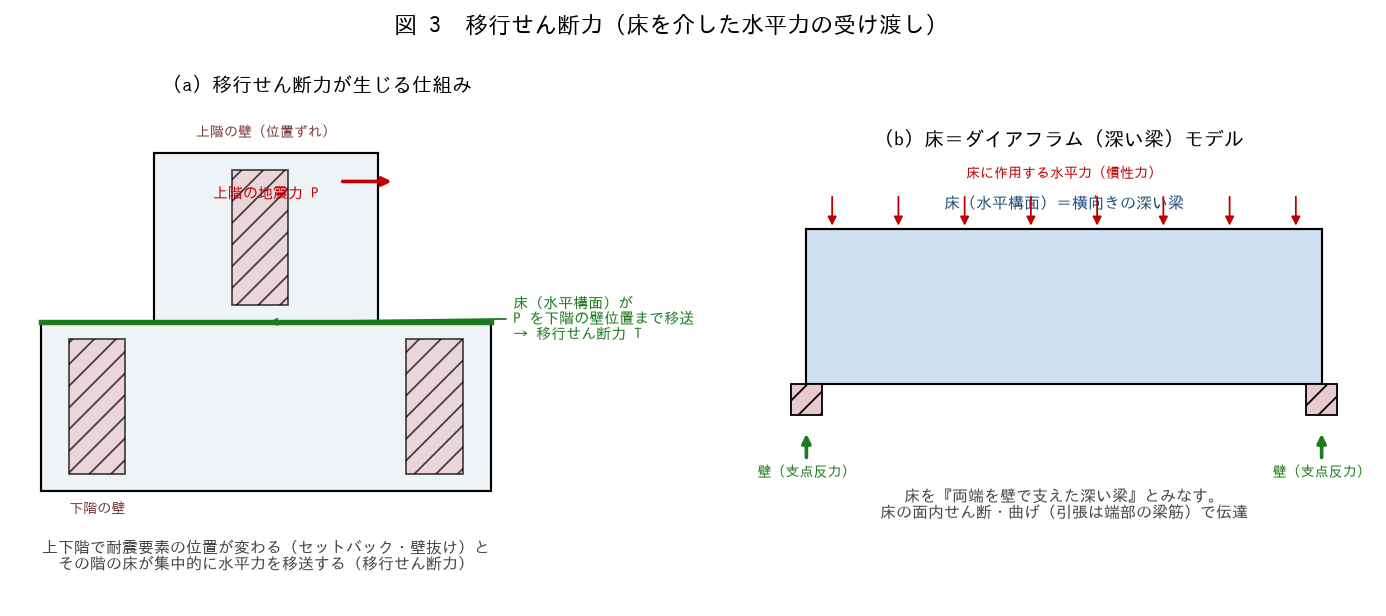 図 3　移行せん断力（床を介した水平力の受け渡し）
（a）移行せん断力が生じる仕組み
上階の壁（位置ずれ）
上階の地震力 P
床（水平構面）が
P を下階の壁位置まで移送
→ 移行せん断力 T
下階の壁
上下階で耐震要素の位置が変わる（セットバック・壁抜け）と
その階の床が集中的に水平力を移送する（移行せん断力）
（b）床＝ダイアフラム（深い梁）モデル
床に作用する水平力（慣性力）
床（水平構面）＝横向きの深い梁
壁（支点反力）
壁（支点反力）
床を『両端を壁で支えた深い梁』とみなす。
床の面内せん断・曲げ（引張は端部の梁筋）で伝達